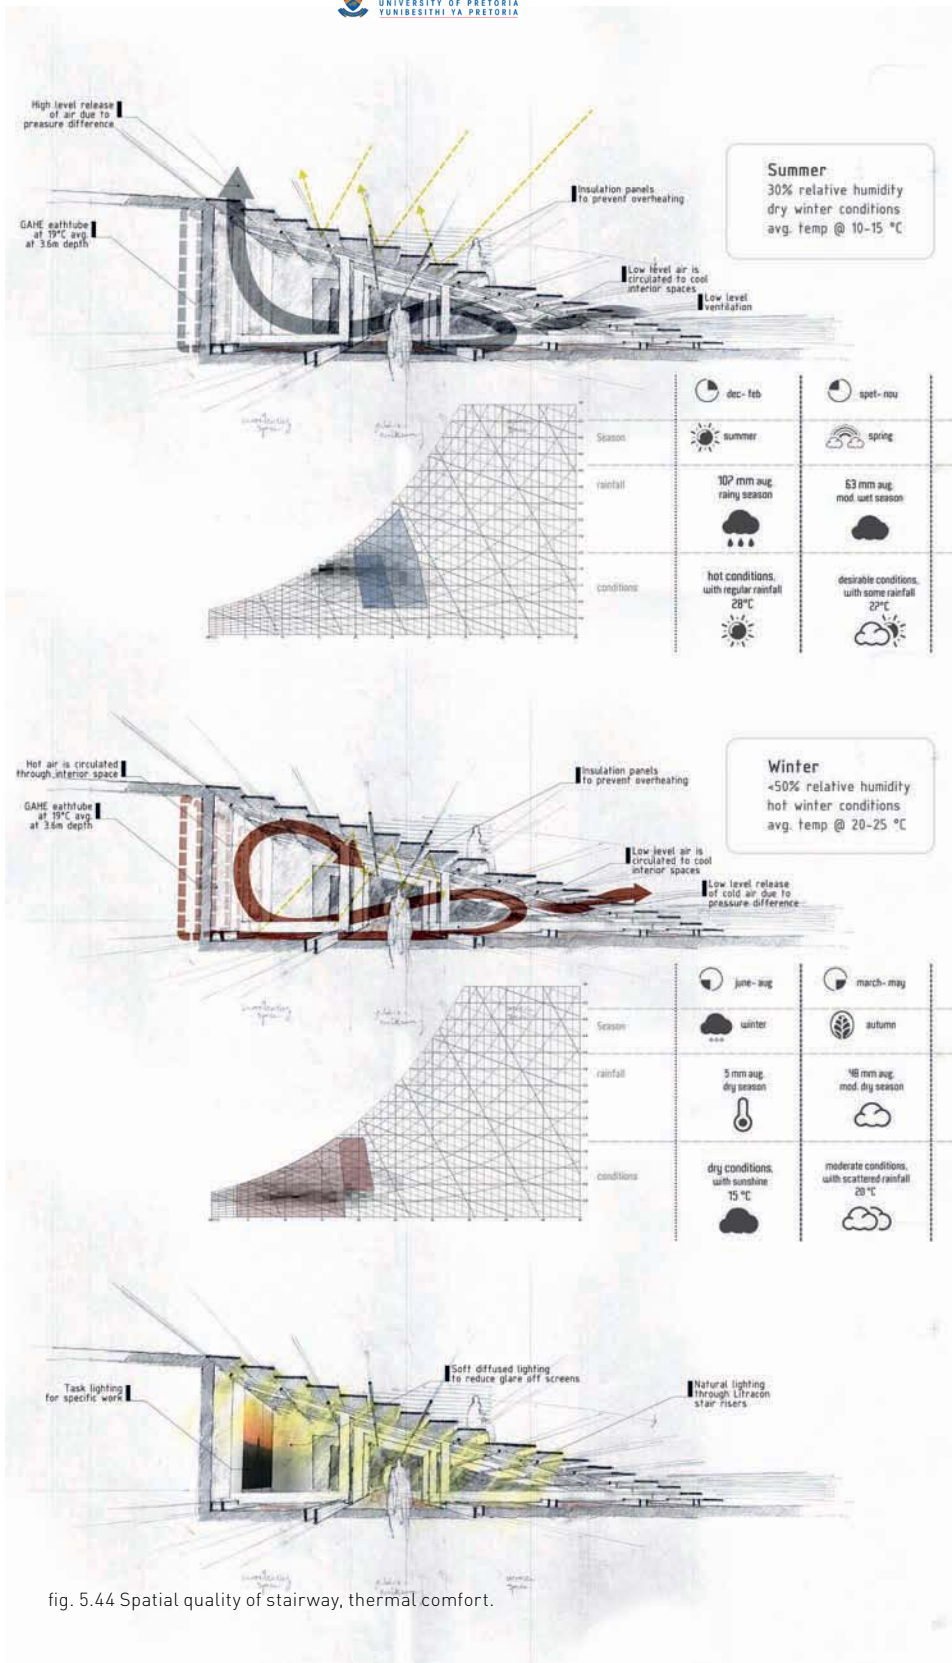 UNIVERSITY OF PRETORIA
YUNIBESITHI YA PRETORIA
High level release
of air due to
preasure difference
GAHE eathtube
at 19°C avg.
at 3.6m depth
Insulation panels
to prevent overheating
Low level air is
circulated to cool
interior spaces
Low level
ventilation
Summer
30% relative humidity
dry winter conditions
avg. temp @ 10-15 °C
dec- feb
spet- nov
Season
summer
spring
rainfall
107 mm aug.
rainy season
63 mm aug.
mod. wet season
conditions
hot conditions,
with regular rainfall
28°C
desirable conditions,
with some rainfall
27°C
Hot air is circulated
through interior space
GAHE eathtube
at 19°C avg.
at 3.6m depth
Insulation panels
to prevent overheating
Low level air is
circulated to cool
interior spaces
Low level release
of cold air due to
pressure difference
Winter
<50% relative humidity
hot winter conditions
avg. temp @ 20-25 °C
june- aug
march- may
Season
winter
autumn
rainfall
5 mm aug.
dry season
48 mm aug.
mod. dry season
conditions
dry conditions,
with sunshine
15 °C
moderate conditions,
with scattered rainfall
20 °C
Task lighting
for specific work
Soft diffused lighting
to reduce glare off screens
Natural lighting
through Litracon
stair risers
fig. 5.44 Spatial quality of stairway, thermal comfort.